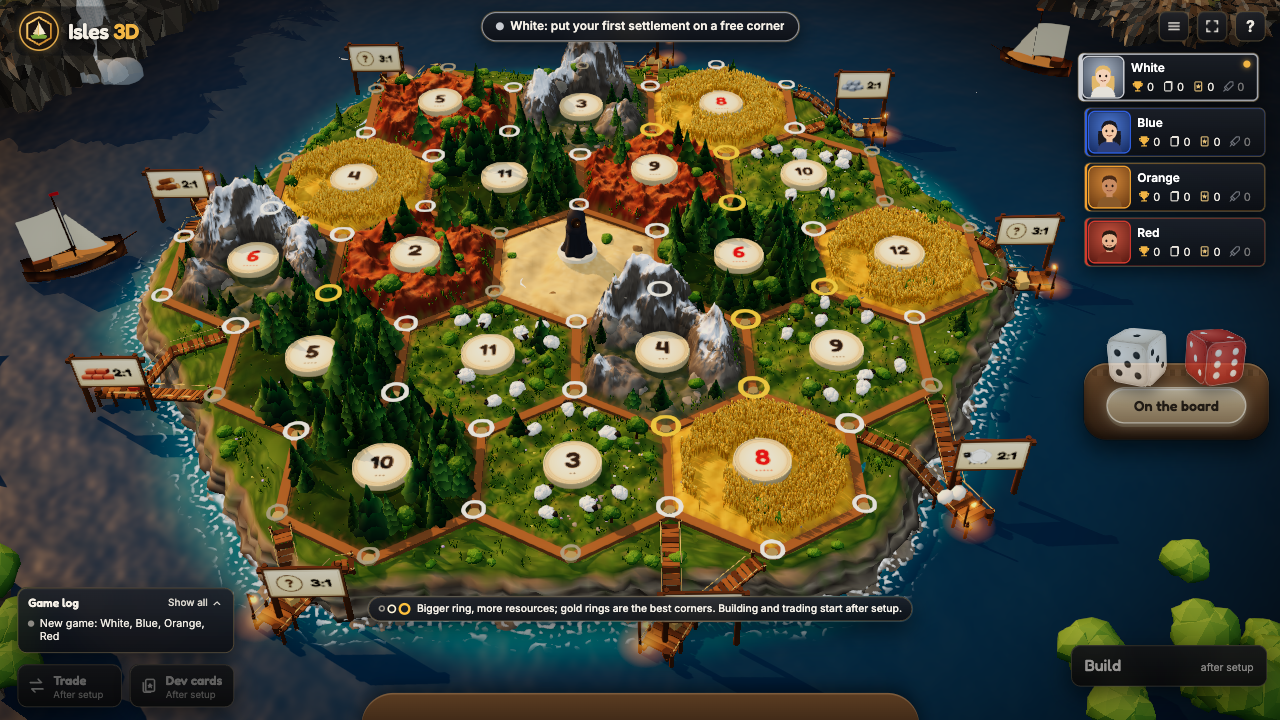 Isles 3D
White: put your first settlement on a free corner
?
White
0 0 0 0
Blue
0 0 0 0
Orange
0 0 0 0
Red
0 0 0 0
? 3:1
2:1
5
3
8
2:1
4
11
9
10
? 3:1
6
2
6
12
2:1
5
11
4
9
On the board
10
3
8
2:1
? 3:1
Game log
Show all
New game: White, Blue, Orange,
Red
Bigger ring, more resources; gold rings are the best corners. Building and trading start after setup.
Trade
After setup
Dev cards
After setup
Build
after setup